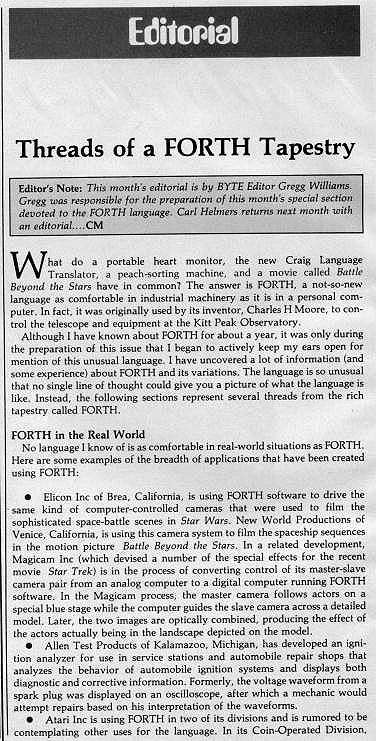 Editorial
Threads of a FORTH Tapestry
Editor's Note: This month's editorial is by BYTE Editor Gregg Williams.
Gregg was responsible for the preparation of this month's special section
devoted to the FORTH language. Carl Helmers returns next month with
an editorial....CM
What do a portable heart monitor, the new Craig Language
Translator, a peach-sorting machine, and a movie called Battle
Beyond the Stars have in common? The answer is FORTH, a not-so-new
language as comfortable in industrial machinery as it is in a personal com-
puter. In fact, it was originally used by its inventor, Charles H Moore, to con-
trol the telescope and equipment at the Kitt Peak Observatory.
Although I have known about FORTH for about a year, it was only during
the preparation of this issue that I began to actively keep my ears open for
mention of this unusual language. I have uncovered a lot of information (and
some experience) about FORTH and its variations. The language is so unusual
that no single line of thought could give you a picture of what the language is
like. Instead, the following sections represent several threads from the rich
tapestry called FORTH.
FORTH in the Real World
No language I know of is as comfortable in real-world situations as FORTH.
Here are some examples of the breadth of applications that have been created
using FORTH:
● Elicon Inc of Brea, California, is using FORTH software to drive the
same kind of computer-controlled cameras that were used to film the
sophisticated space-battle scenes in Star Wars. New World Productions of
Venice, California, is using this camera system to film the spaceship sequences
in the motion picture Battle Beyond the Stars. In a related development,
Magicam Inc (which devised a number of the special effects for the recent
movie Star Trek) is in the process of converting control of its master-slave
camera pair from an analog computer to a digital computer running FORTH
software. In the Magicam process, the master camera follows actors on a
special blue stage while the computer guides the slave camera across a detailed
model. Later, the two images are optically combined, producing the effect of
the actors actually being in the landscape depicted on the model.
● Allen Test Products of Kalamazoo, Michigan, has developed an igni-
tion analyzer for use in service stations and automobile repair shops that
analyzes the behavior of automobile ignition systems and displays both
diagnostic and corrective information. Formerly, the voltage waveform from a
spark plug was displayed on an oscilloscope, after which a mechanic would
attempt repairs based on his interpretation of the waveforms.
● Atari Inc is using FORTH in two of its divisions and is rumored to be
contemplating other uses for the language. In its Coin-Operated Division,